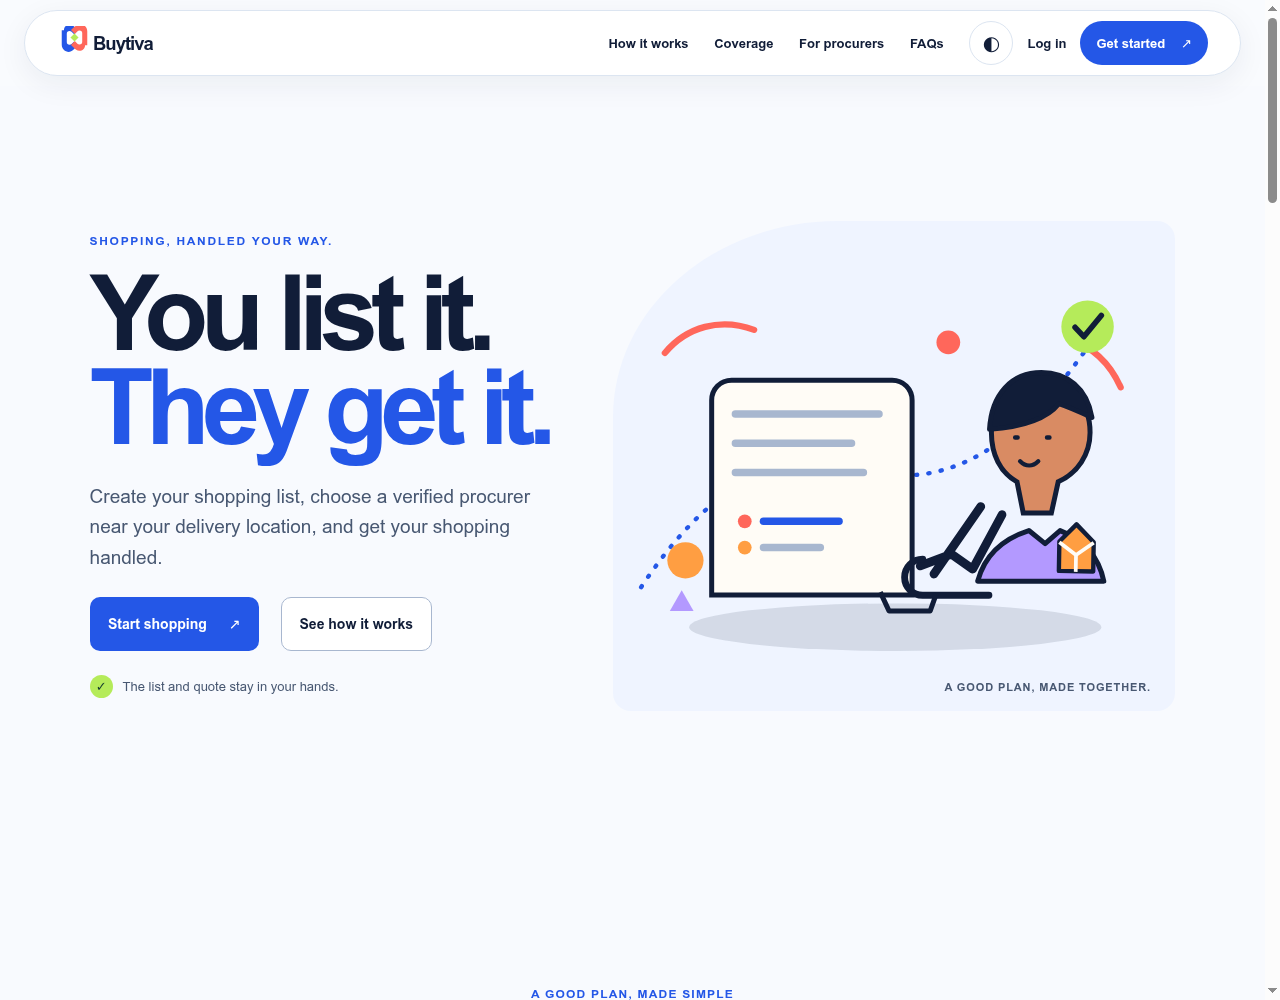 Buytiva
How it works
Coverage
For procurers
FAQs
Log in
Get started ↗
SHOPPING, HANDLED YOUR WAY.
You list it.
They get it.
Create your shopping list, choose a verified procurer
near your delivery location, and get your shopping
handled.
Start shopping ↗
See how it works
✓ The list and quote stay in your hands.
A GOOD PLAN, MADE TOGETHER.
A GOOD PLAN, MADE SIMPLE